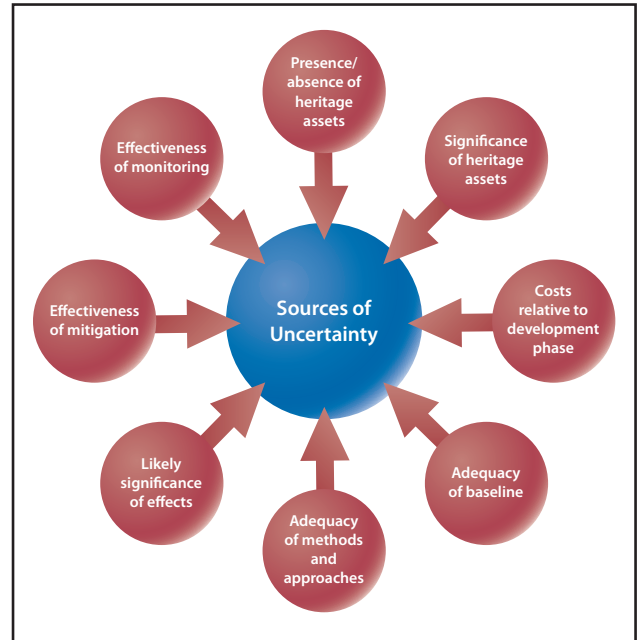 Presence/
absence of
heritage
assets
Significance
of heritage
assets
Costs
relative to
development
phase
Adequacy
of baseline
Adequacy
of methods
and
approaches
Likely
significance
of effects
Effectiveness
of mitigation
Effectiveness
of monitoring
Sources of
Uncertainty